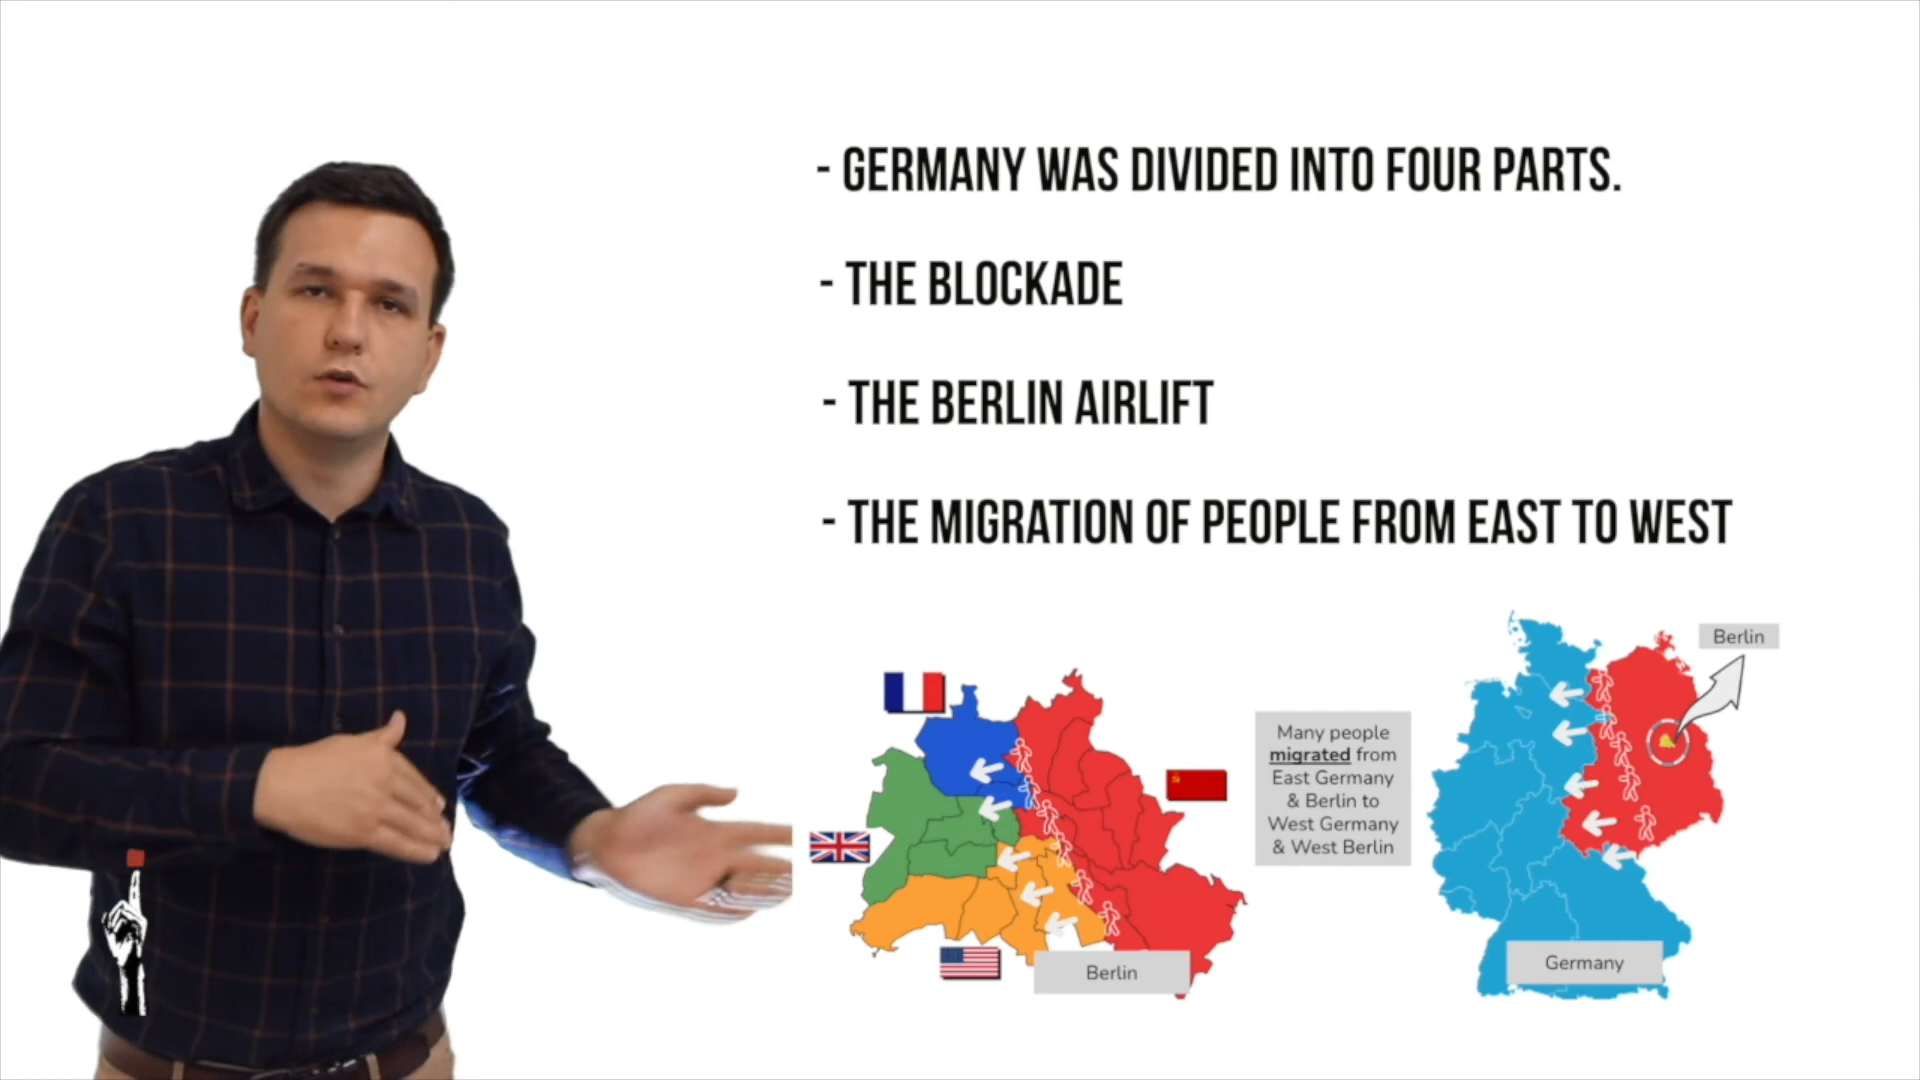 - GERMANY WAS DIVIDED INTO FOUR PARTS.
- THE BLOCKADE
- THE BERLIN AIRLIFT
- THE MIGRATION OF PEOPLE FROM EAST TO WEST
Berlin
Many people
migrated from
East Germany
& Berlin to
West Germany
& West Berlin
Berlin
Germany